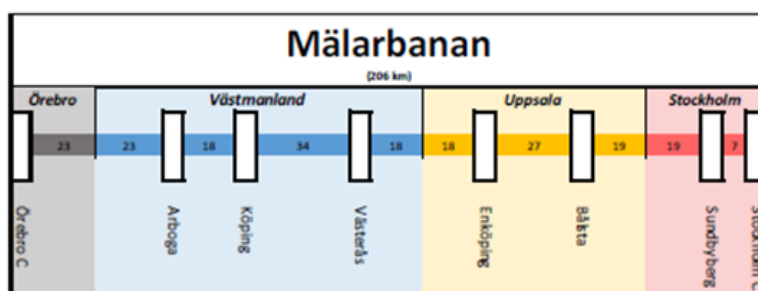 Mälarbanan
(206 km)
Örebro Västmanland Uppsala Stockholm
23 23 18 34 18 18 27 19 19 7
Örebro C
Arboga
Köping
Västerås
Enköping
Bålsta
Sundbyberg
Stockholm C